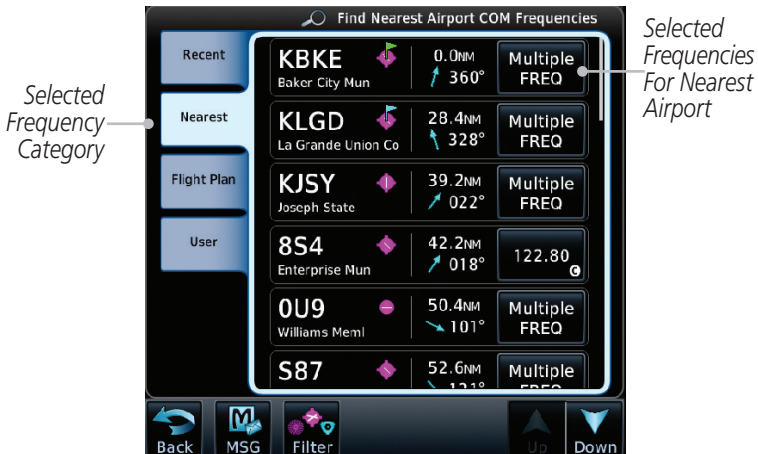 Find Nearest Airport COM Frequencies
Selected
Frequencies
For Nearest
Airport
Selected
Frequency
Category
Recent
Nearest
Flight Plan
User
KBKE
Baker City Mun
0.0NM
360°
Multiple
FREQ
KLGD
La Grande Union Co
28.4NM
328°
Multiple
FREQ
KJSY
Joseph State
39.2NM
022°
Multiple
FREQ
8S4
Enterprise Mun
42.2NM
018°
122.80
C
0U9
Williams Meml
50.4NM
101°
Multiple
FREQ
S87
52.6NM
121°
Multiple
FREQ
Back
MSG
Filter
Up
Down